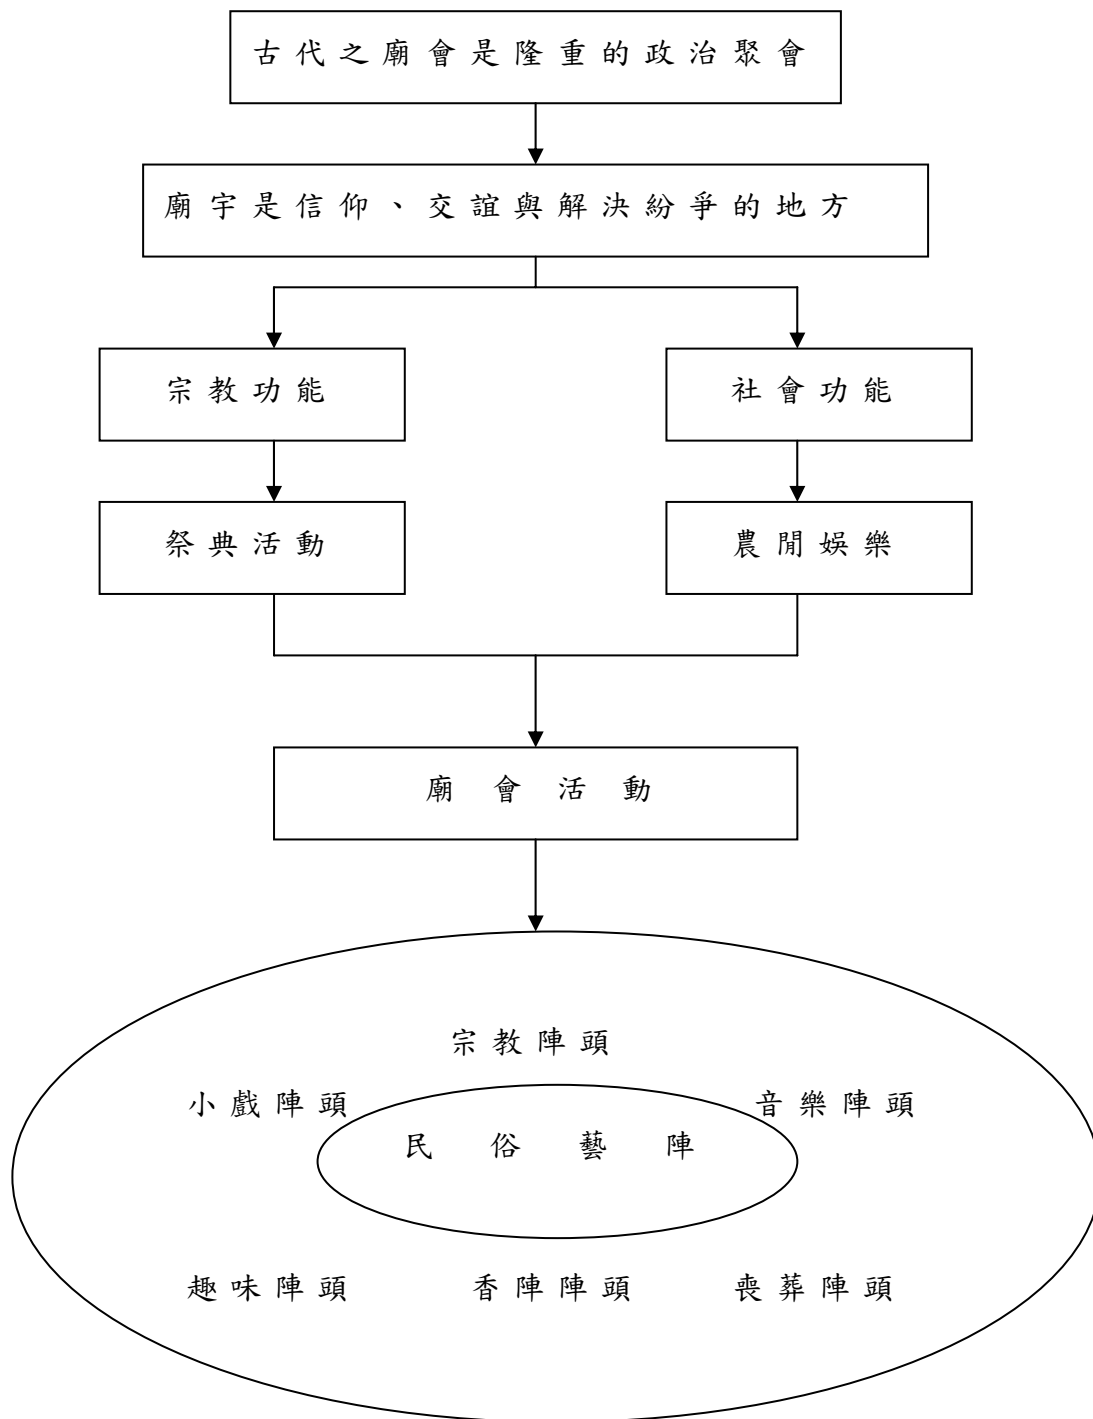 古代之廟會是隆重的政治聚會
廟宇是信仰、交誼與解決紛爭的地方
宗教功能
社會功能
祭典活動
農閒娛樂
廟會活動
宗教陣頭
小戲陣頭
音樂陣頭
民俗藝陣
趣味陣頭
香陣陣頭
喪葬陣頭